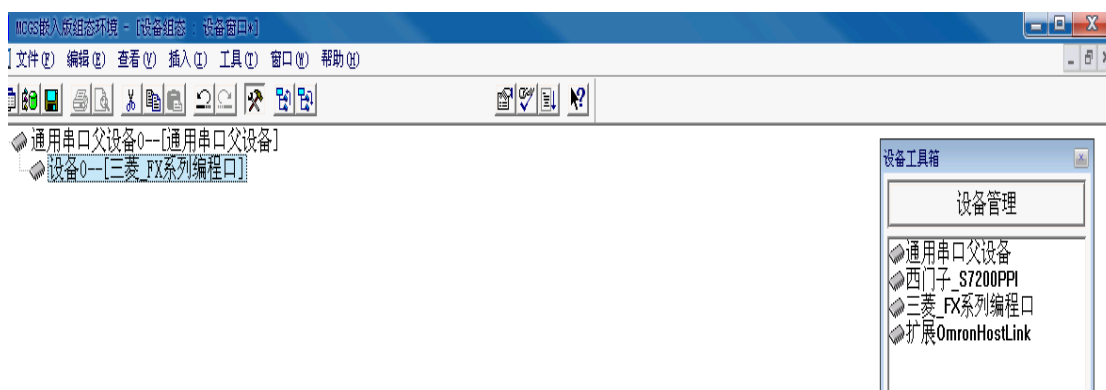 MCGS嵌入版组态环境 - [设备组态 : 设备窗口*]
文件(F) 编辑(E) 查看(V) 插入(I) 工具(T) 窗口(W) 帮助(H)
通用串口父设备0--[通用串口父设备]
设备0--[三菱_FX系列编程口]
设备工具箱
设备管理
通用串口父设备
西门子_S7200PPI
三菱_FX系列编程口
扩展OmronHostLink